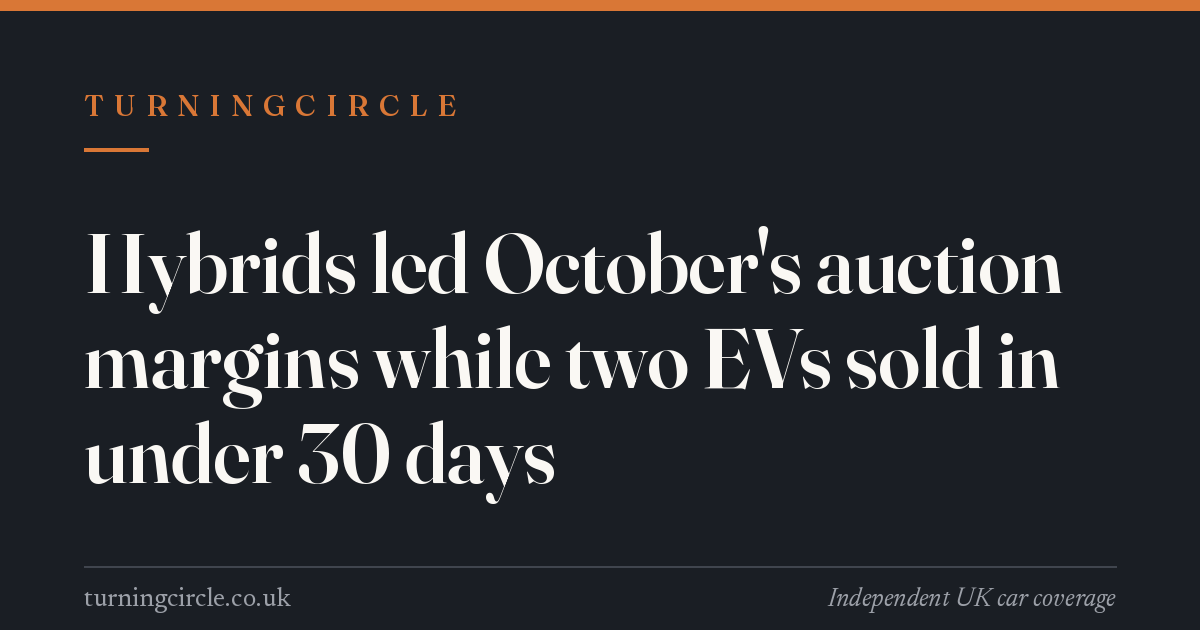 TURNINGCIRCLE
Hybrids led October's auction
margins while two EVs sold in
under 30 days
turningcircle.co.uk
Independent UK car coverage